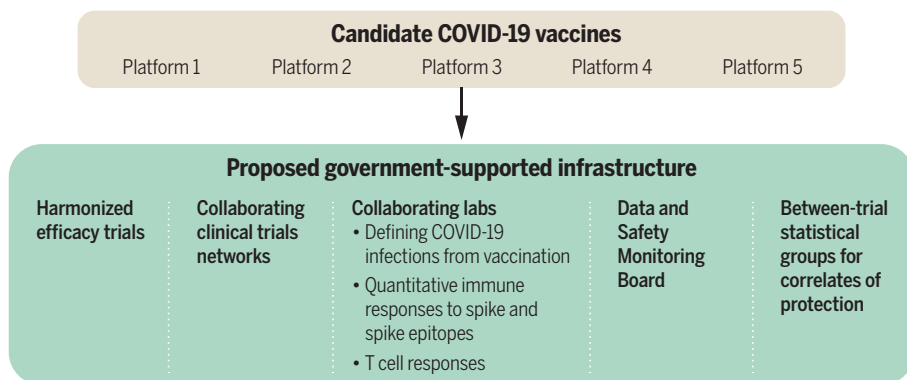 Candidate COVID-19 vaccines
Platform 1 Platform 2 Platform 3 Platform 4 Platform 5
Proposed government-supported infrastructure
Harmonized
efficacy trials
Collaborating
clinical trials
networks
Collaborating labs
• Defining COVID-19
infections from vaccination
• Quantitative immune
responses to spike and
spike epitopes
• T cell responses
Data and
Safety
Monitoring
Board
Between-trial
statistical
groups for
correlates of
protection